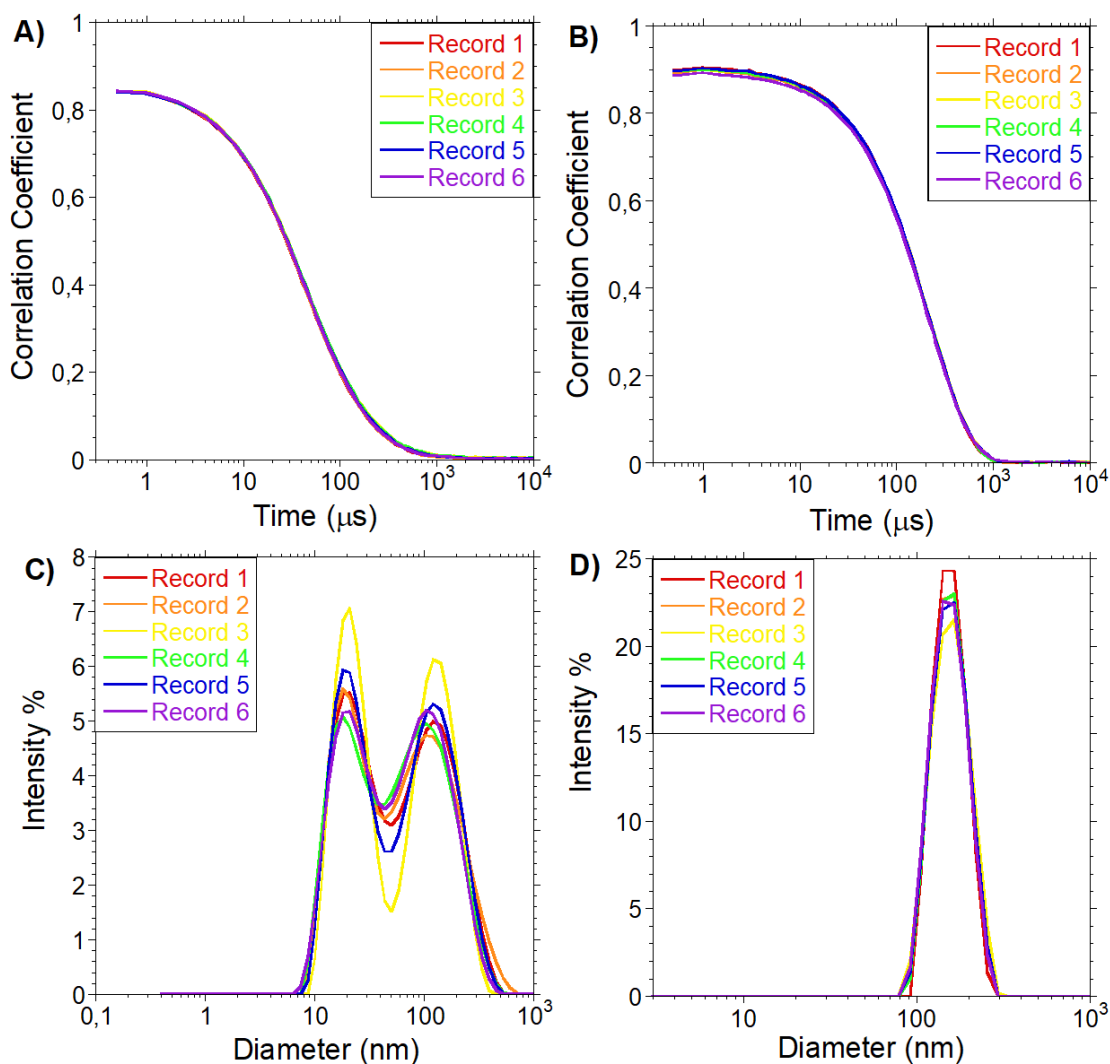 A)
Correlation Coefficient
1
0,8
0,6
0,4
0,2
0
Record 1
Record 2
Record 3
Record 4
Record 5
Record 6
1 10 100 10³ 10⁴
Time (μs)
B)
Correlation Coefficient
1
0,8
0,6
0,4
0,2
0
Record 1
Record 2
Record 3
Record 4
Record 5
Record 6
1 10 100 10³ 10⁴
Time (μs)
C)
Intensity %
8
7
6
5
4
3
2
1
0
Record 1
Record 2
Record 3
Record 4
Record 5
Record 6
0,1 1 10 100 10³
Diameter (nm)
D)
Intensity %
25
20
15
10
5
0
Record 1
Record 2
Record 3
Record 4
Record 5
Record 6
10 100 10³
Diameter (nm)